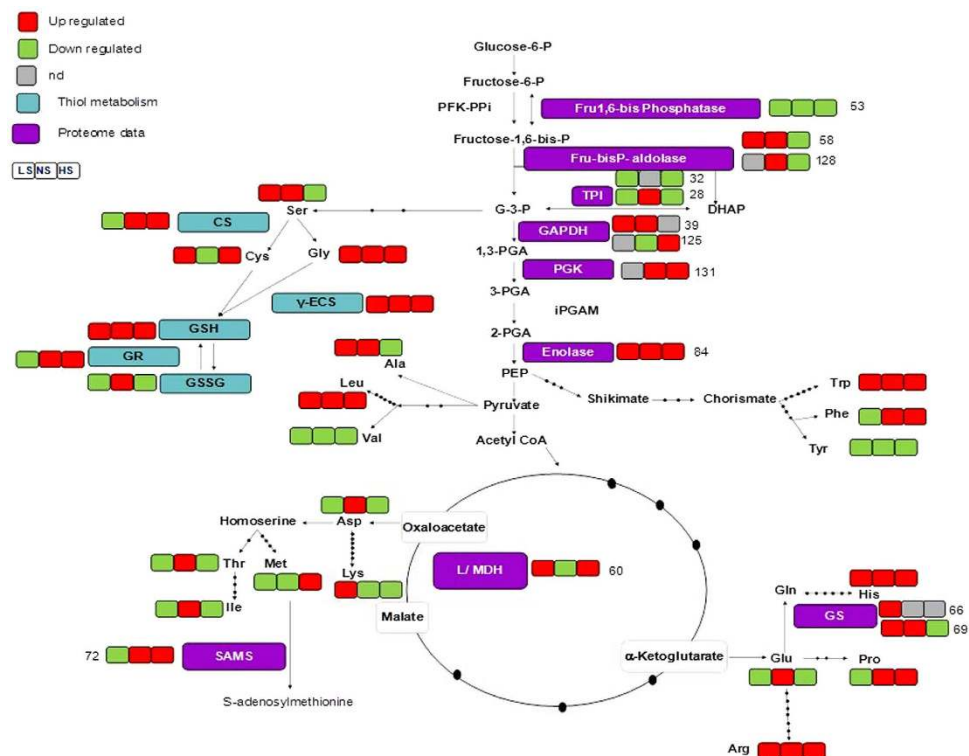 Up regulated
Down regulated
nd
Thiol metabolism
Proteome data
LS NS HS
Glucose-6-P
Fructose-6-P
PFK-PPi
Fru1,6-bis Phosphatase
53
Fructose-1,6-bis-P
58
Fru-bisP- aldolase
128
32
TPI
28
G-3-P
DHAP
39
GAPDH
125
1,3-PGA
PGK
131
3-PGA
iPGAM
2-PGA
Enolase
84
PEP
Ser
CS
Cys
Gly
γ-ECS
GSH
GR
GSSG
Ala
Leu
Val
Pyruvate
Acetyl CoA
Shikimate
Chorismate
Trp
Phe
Tyr
Homoserine
Asp
Oxaloacetate
Thr
Met
Lys
Ile
L/ MDH
60
Malate
72
SAMS
S-adenosylmethionine
α-Ketoglutarate
Gln
His
GS
66
69
Glu
Pro
Arg